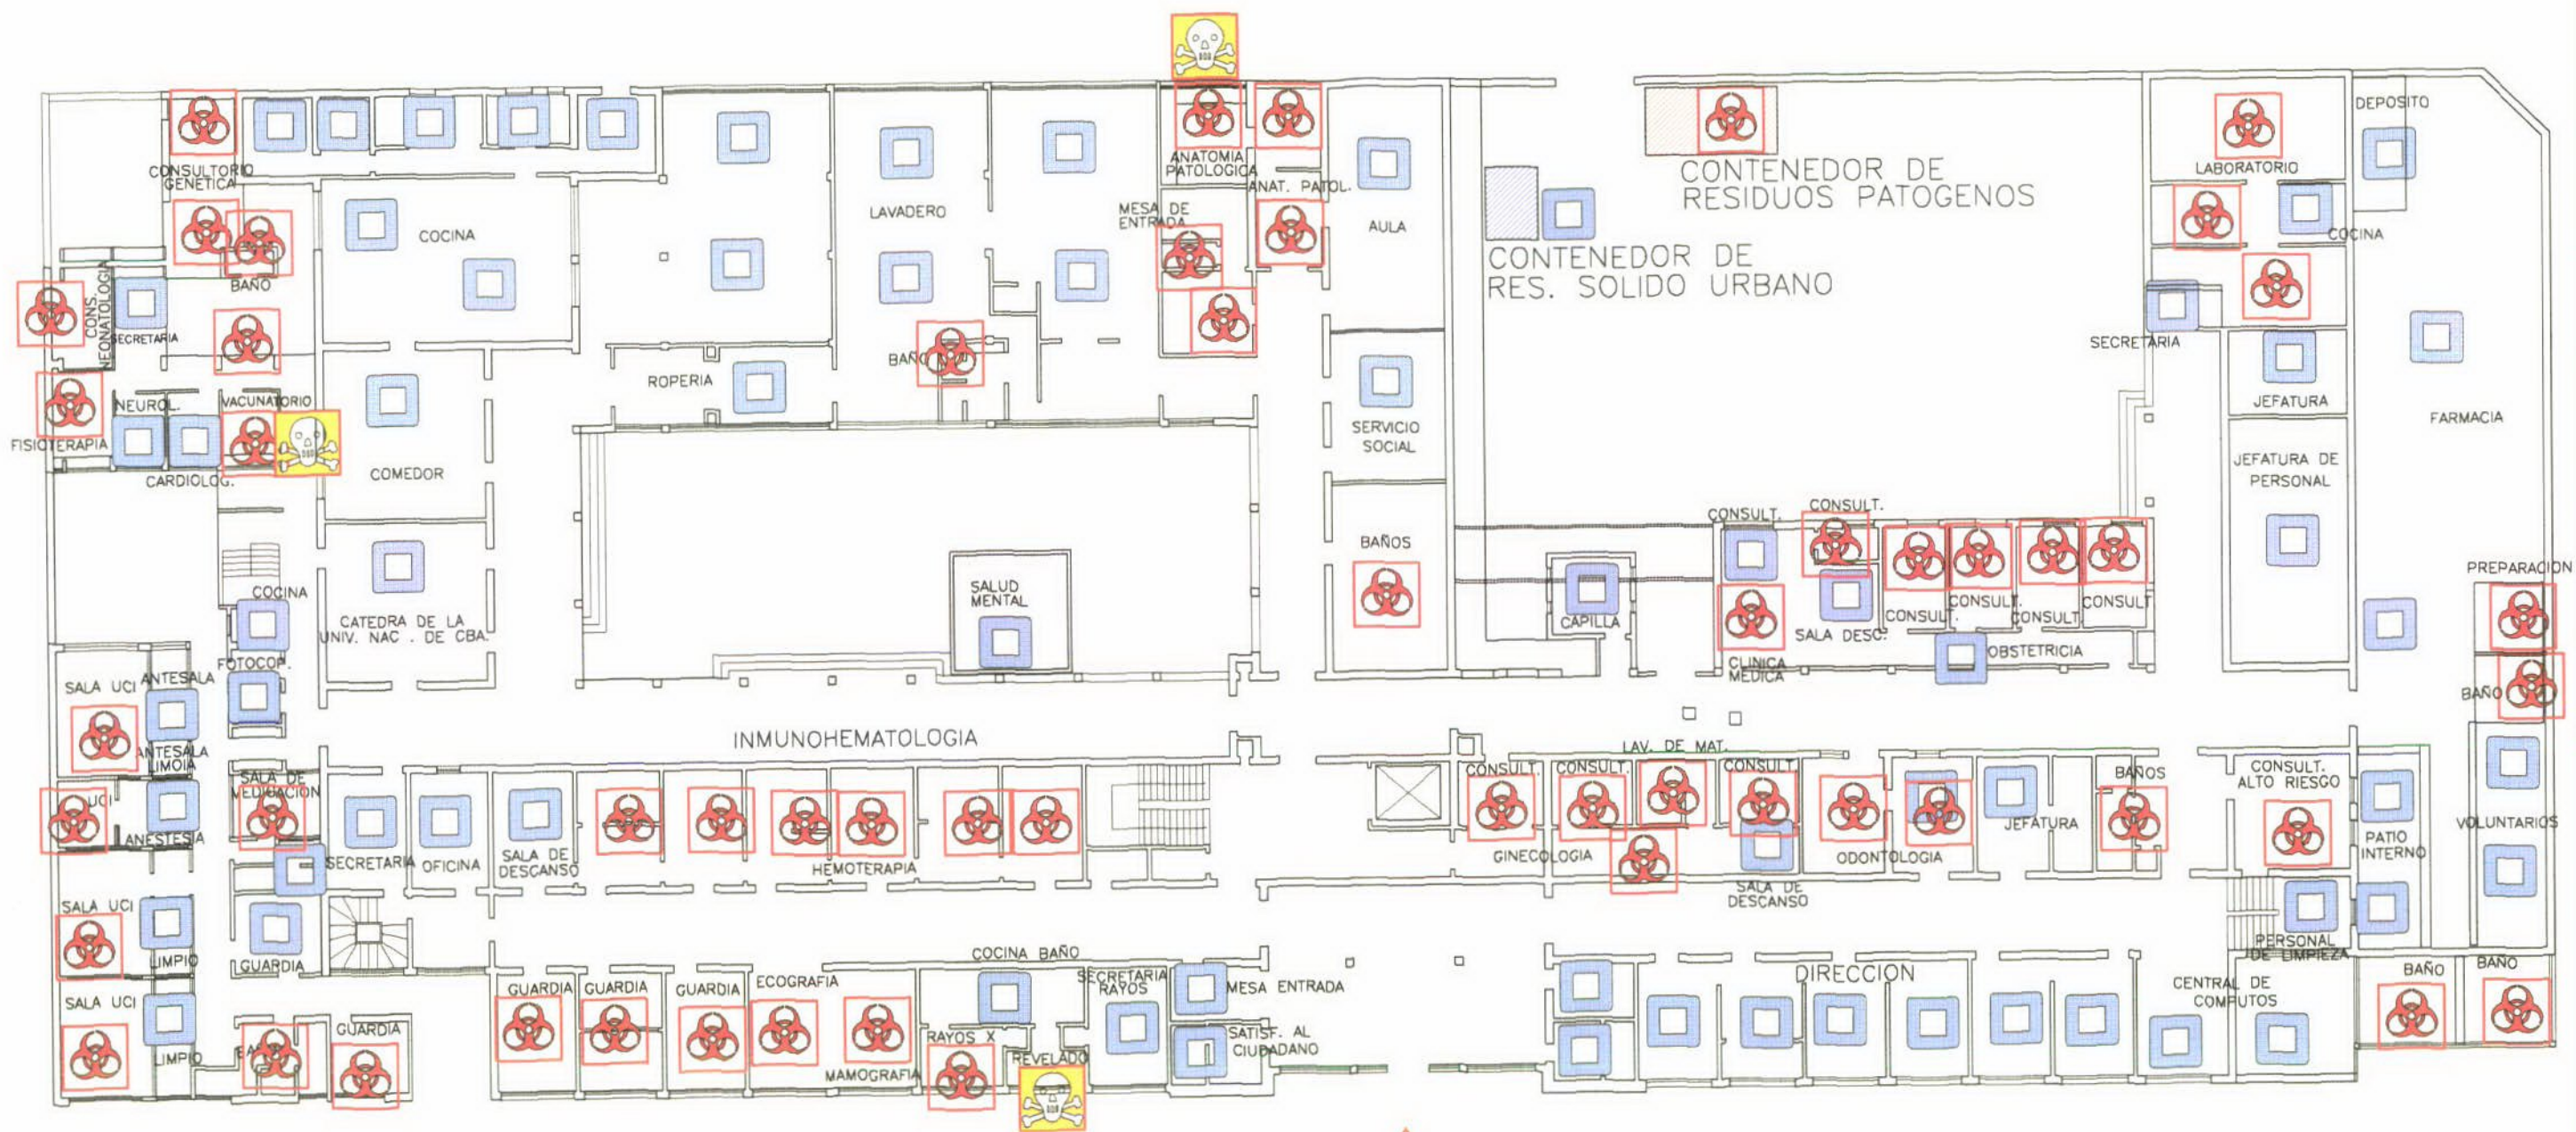 DEPOSITO
CONSULTORIO
GENETICA
ANATOMIA
PATOLOGICA
ANAT. PATOL.
CONTENEDOR DE
RESIDUOS PATOGENOS
LABORATORIO
MESA DE
ENTRADA
LAVADERO
COCINA
AULA
COCINA
CONTENEDOR DE
RES. SOLIDO URBANO
BAÑO
CONS.
NEONATOLOGIA
SECRETARIA
SECRETARIA
BAÑO
ROPERIA
NEUROL.
VACUNATORIO
JEFATURA
FARMACIA
FISIOTERAPIA
CARDIOLOG.
COMEDOR
SERVICIO
SOCIAL
JEFATURA DE
PERSONAL
CONSULT.
CONSULT.
BAÑOS
PREPARACION
COCINA
SALUD
MENTAL
CATEDRA DE LA
UNIV. NAC . DE CBA.
CAPILLA
SALA DESC.
CONSULT.
CONSULT.
CONSULT.
CONSULT
OBSTETRICIA
CLINICA
MEDICA
FOTOCOP.
SALA UCI
ANTESALA
BAÑO
INMUNOHEMATOLOGIA
ANTESALA
LIMOIA
LAV. DE MAT.
CONSULT.
CONSULT.
CONSULT.
BAÑOS
CONSULT.
ALTO RIESGO
SALA DE
MEDICACION
UCI
ANESTESIA
JEFATURA
PATIO
INTERNO
VOLUNTARIOS
SECRETARIA
OFICINA
SALA DE
DESCANSO
HEMOTERAPIA
GINECOLOGIA
ODONTOLOGIA
SALA DE
DESCANSO
SALA UCI
LIMPIO
GUARDIA
COCINA BAÑO
PERSONAL
DE LIMPIEZA
BAÑO
BAÑO
GUARDIA
GUARDIA
GUARDIA
ECOGRAFIA
SECRETARIA
RAYOS
MESA ENTRADA
DIRECCION
CENTRAL DE
COMPUTOS
SALA UCI
LIMPIO
GUARDIA
RAYOS X
MAMOGRAFIA
REVELADO
SATISF. AL
CIUDADANO